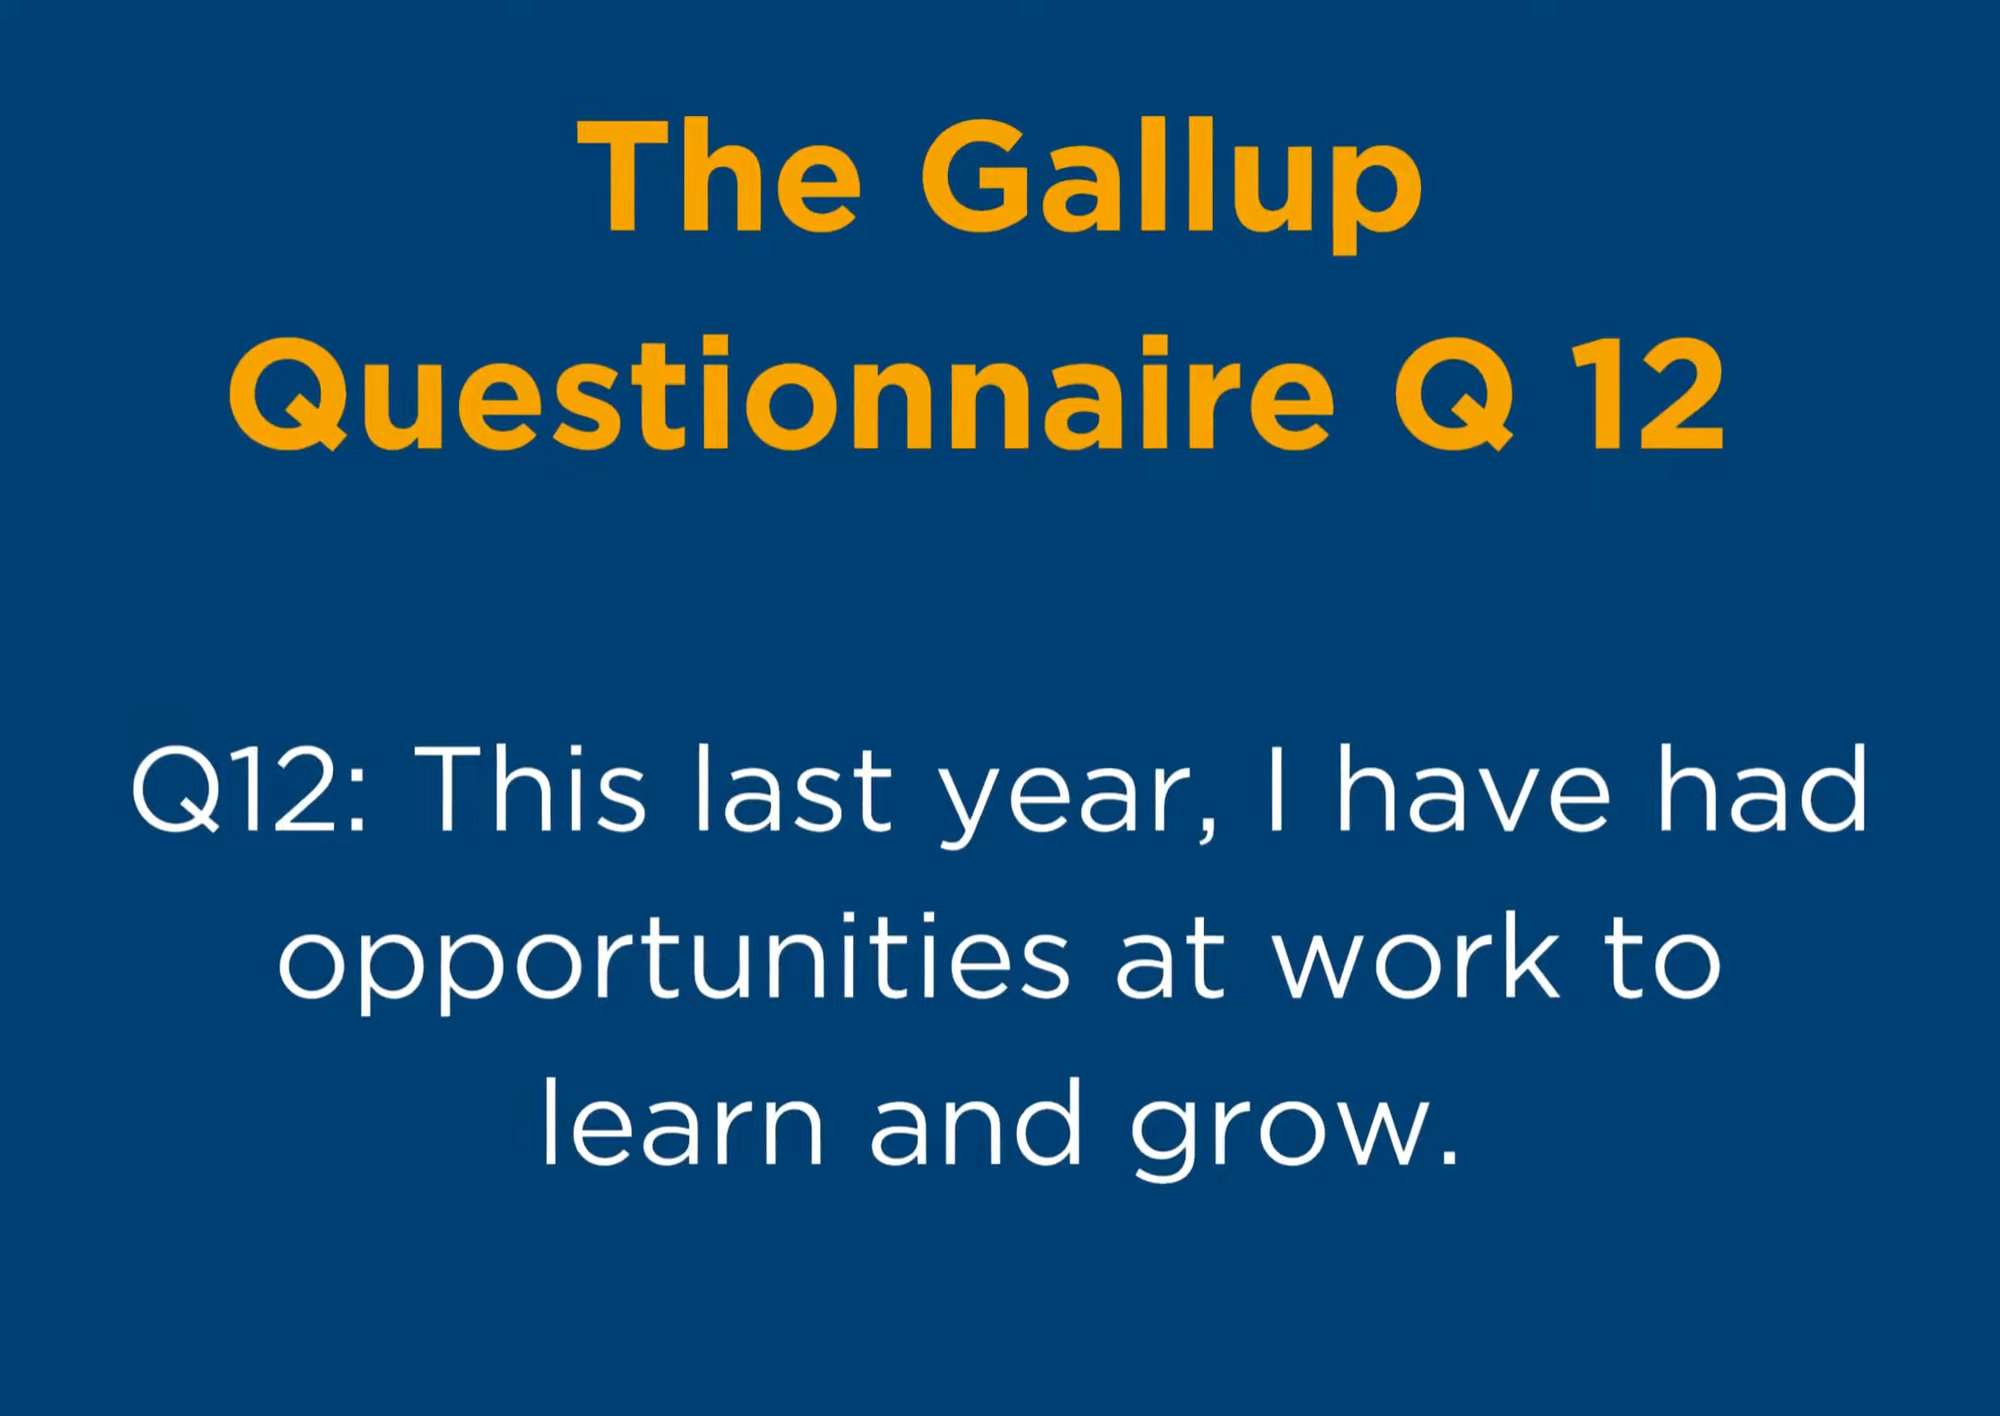 The Gallup
Questionnaire Q 12
Q12: This last year, I have had
opportunities at work to
learn and grow.